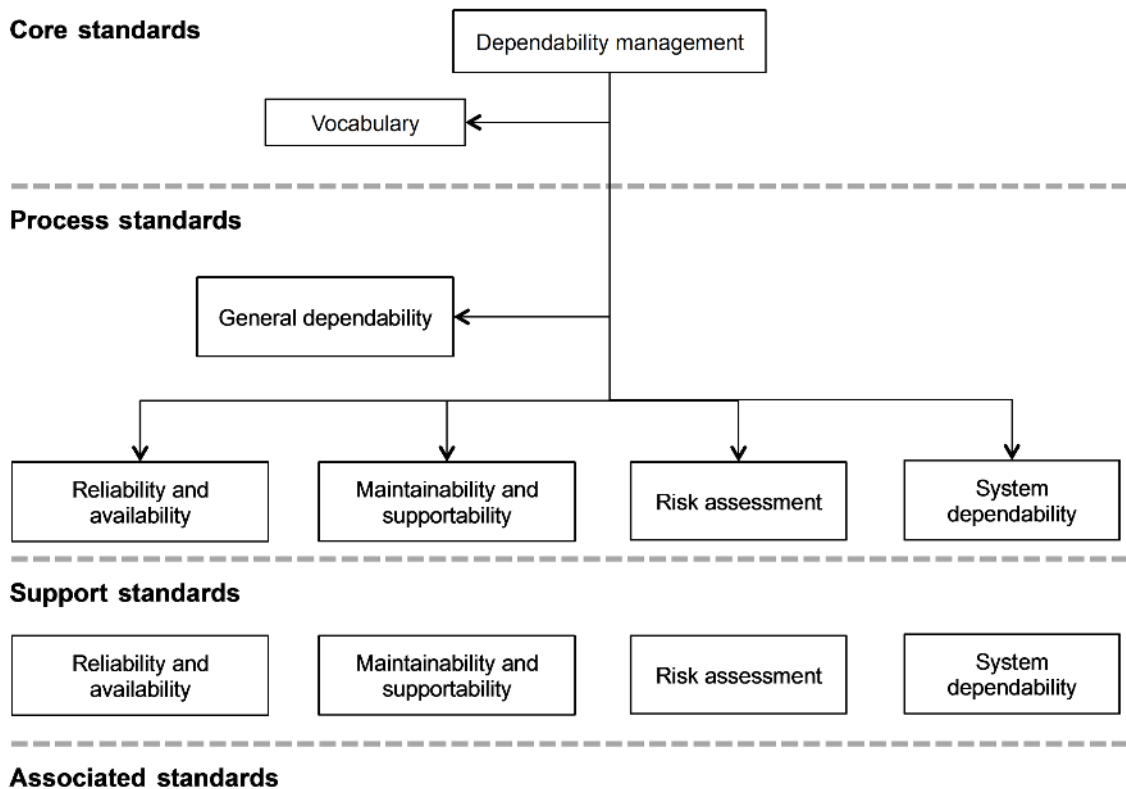 Core standards
Dependability management
Vocabulary
Process standards
General dependability
Reliability and
availability
Maintainability and
supportability
Risk assessment
System
dependability
Support standards
Reliability and
availability
Maintainability and
supportability
Risk assessment
System
dependability
Associated standards